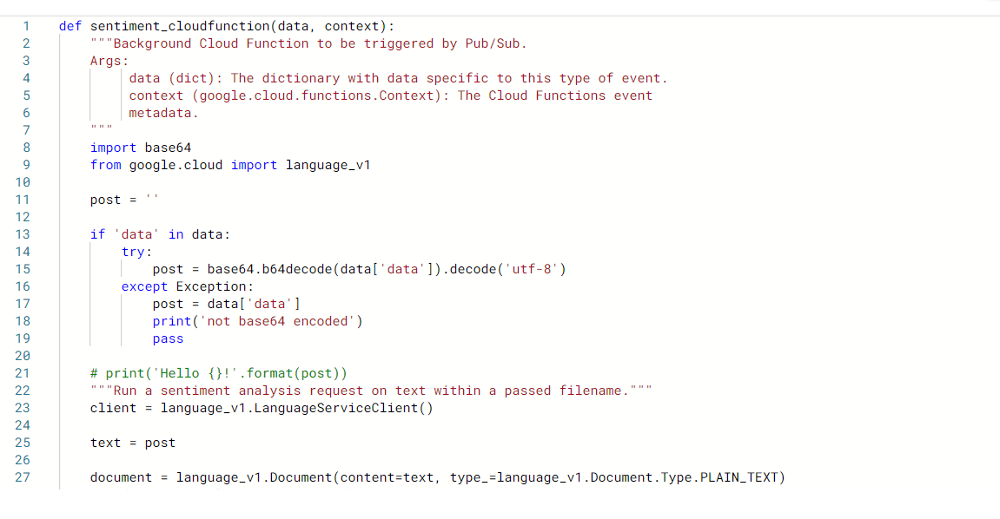 1 def sentiment_cloudfunction(data, context):
2 """Background Cloud Function to be triggered by Pub/Sub.
3 Args:
4 data (dict): The dictionary with data specific to this type of event.
5 context (google.cloud.functions.Context): The Cloud Functions event
6 metadata.
7 """
8 import base64
9 from google.cloud import language_v1
10
11 post = ''
12
13 if 'data' in data:
14 try:
15 post = base64.b64decode(data['data']).decode('utf-8')
16 except Exception:
17 post = data['data']
18 print('not base64 encoded')
19 pass
20
21 # print('Hello {}!'.format(post))
22 """Run a sentiment analysis request on text within a passed filename."""
23 client = language_v1.LanguageServiceClient()
24
25 text = post
26
27 document = language_v1.Document(content=text, type_=language_v1.Document.Type.PLAIN_TEXT)